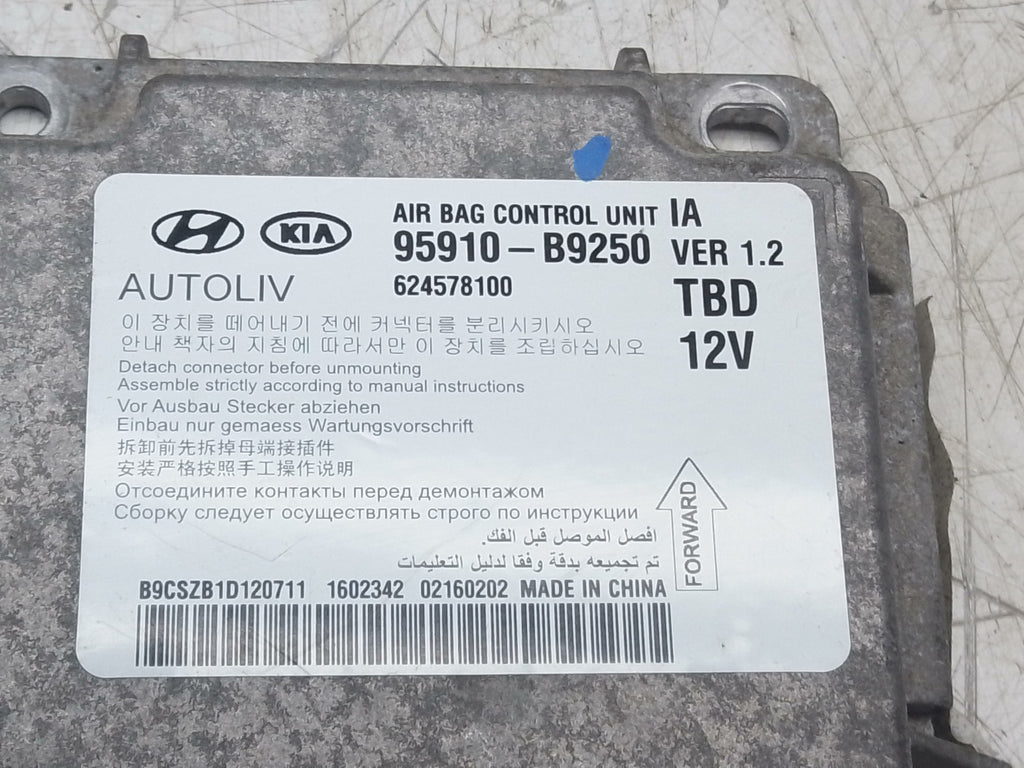 KIA
AIR BAG CONTROL UNIT IA
95910-B9250 VER 1.2
AUTOLIV 624578100 TBD
12V
이 장치를 떼어내기 전에 커넥터를 분리시키시오
안내 책자의 지침에 따라서만 이 장치를 조립하십시오
Detach connector before unmounting
Assemble strictly according to manual instructions
Vor Ausbau Stecker abziehen
Einbau nur gemaess Wartungsvorschrift
拆卸前先拆掉母端接插件
安装严格按照手工操作说明
Отсоедините контакты перед демонтажом
Сборку следует осуществлять строго по инструкции
افصل الموصل قبل الفك.
تم تجميعه بدقة وفقا لدليل التعليمات
FORWARD
B9CSZB1D120711 1602342 02160202 MADE IN CHINA